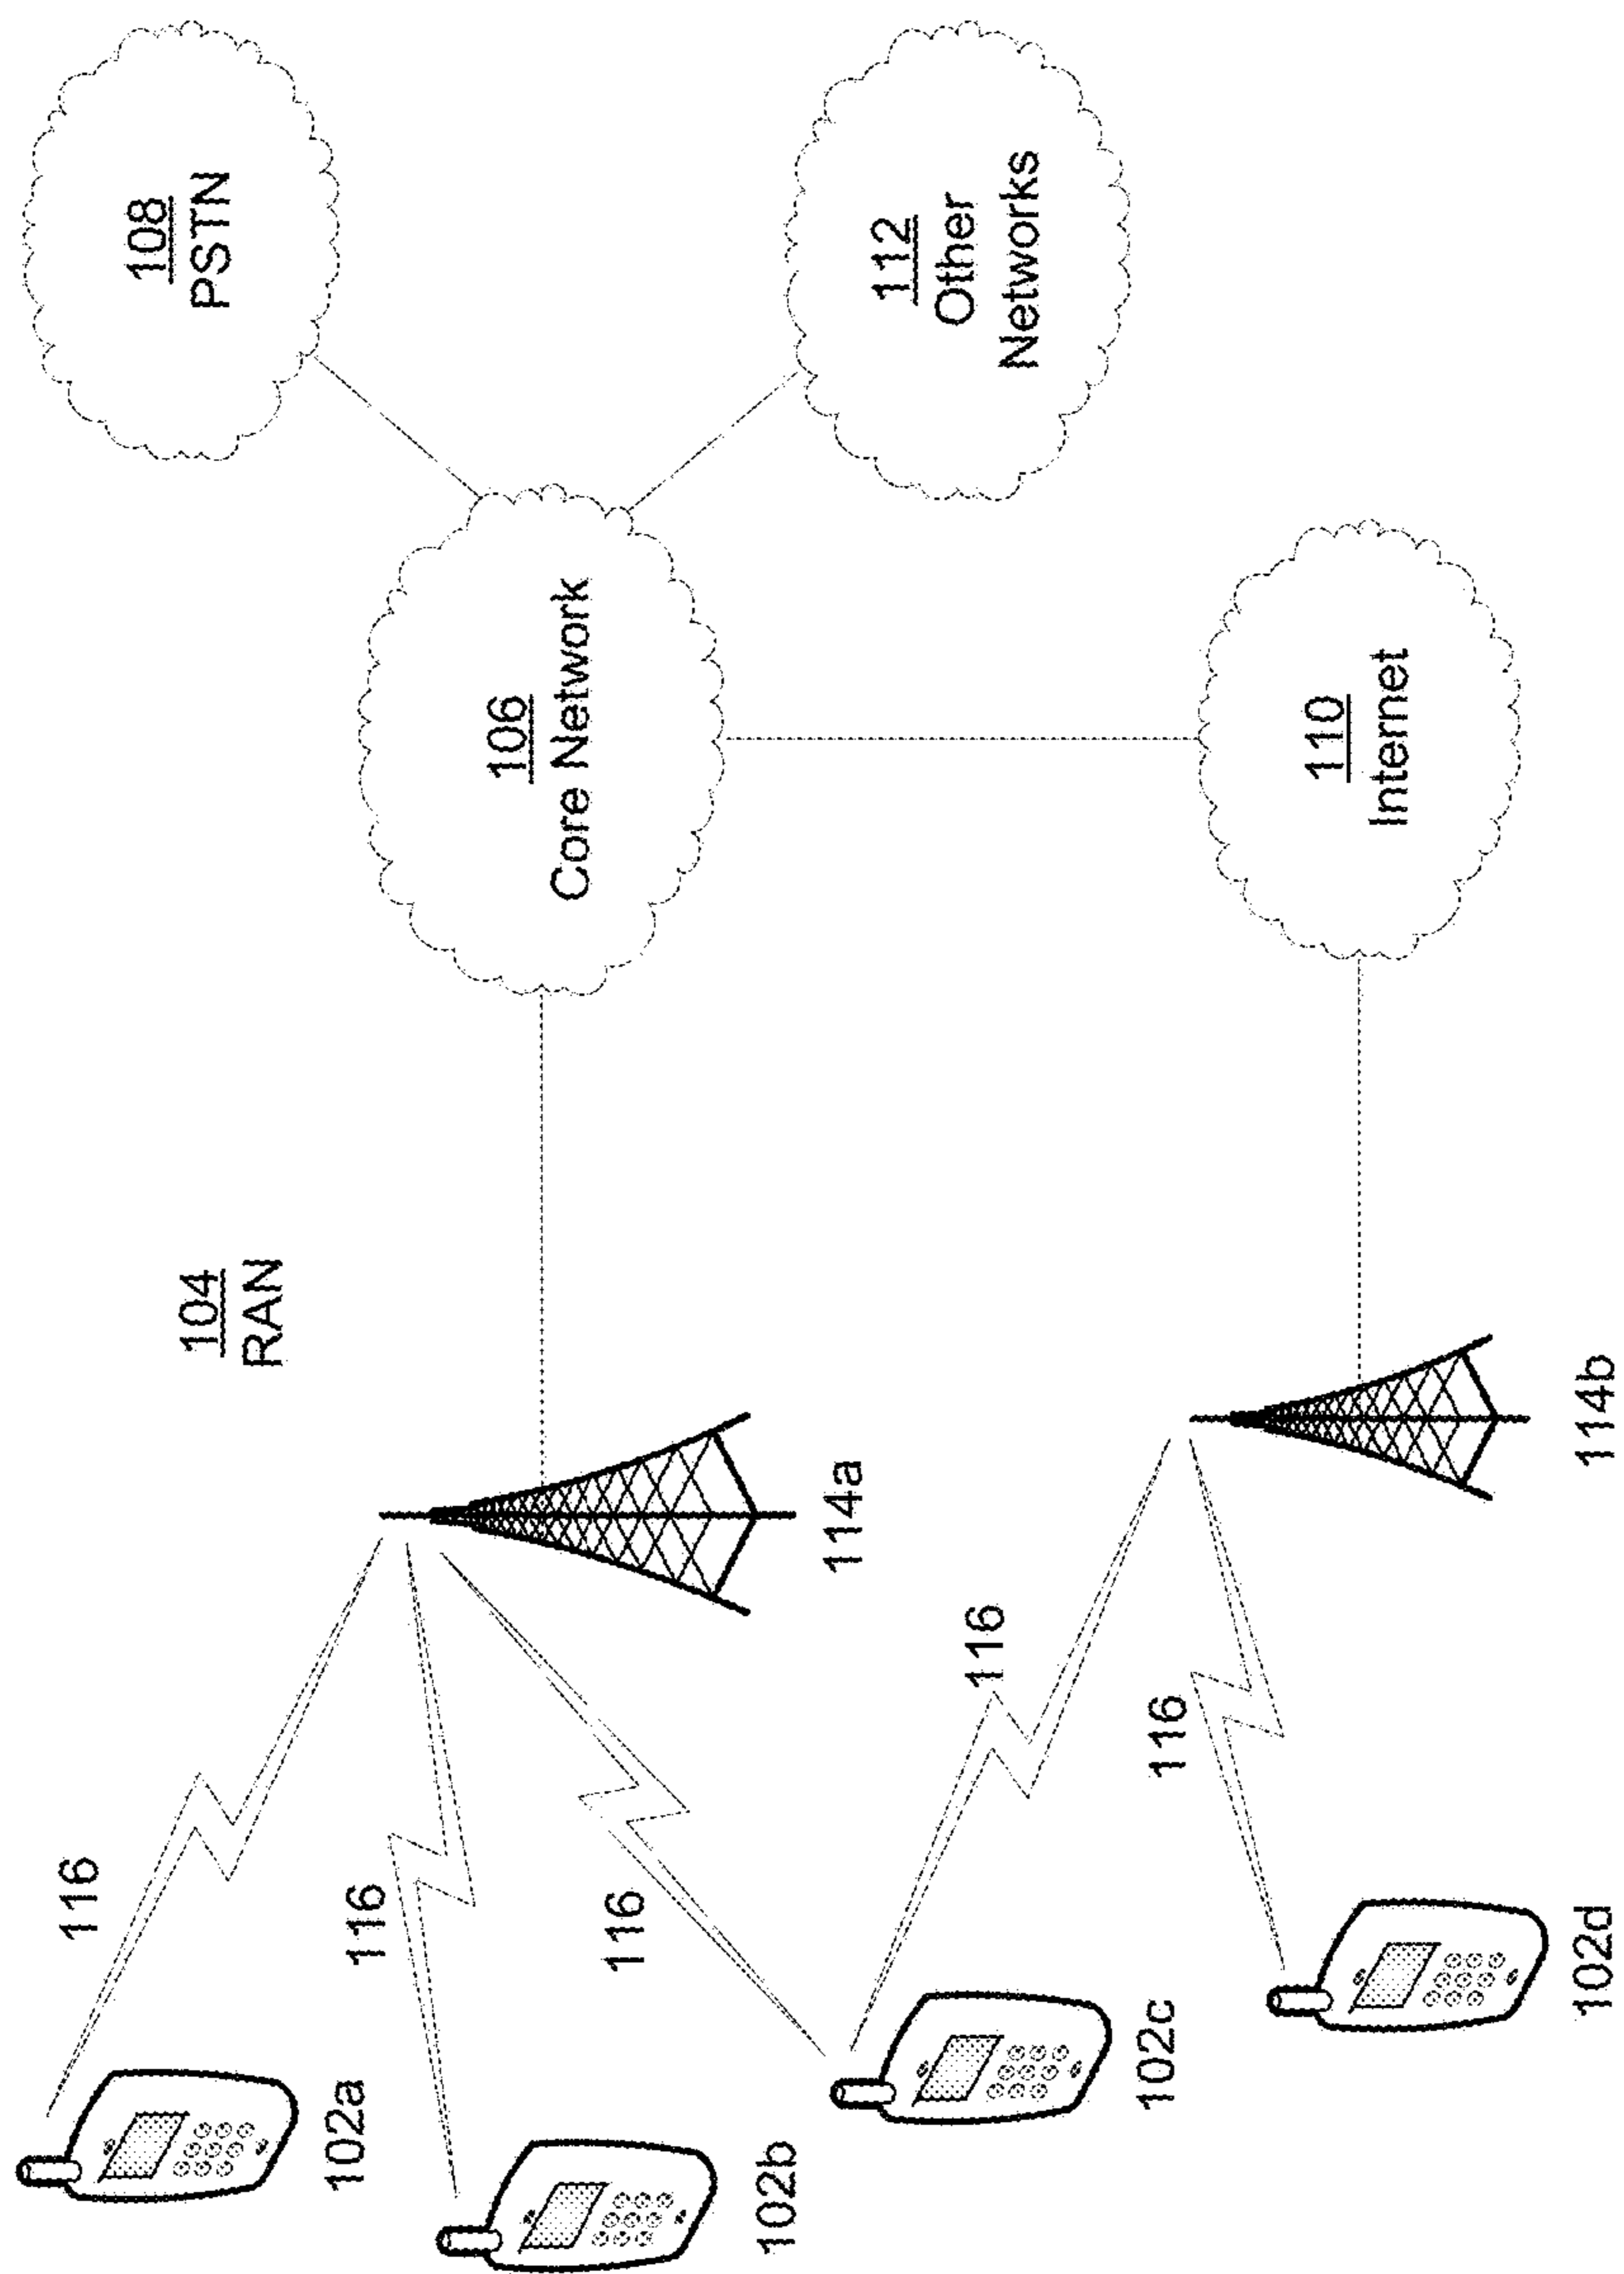 116
108
PSTN
104
RAN
102a
116
106
Core Network
116
102b
114a
112
Other
Networks
116
102c
116
110
Internet
102d
114b